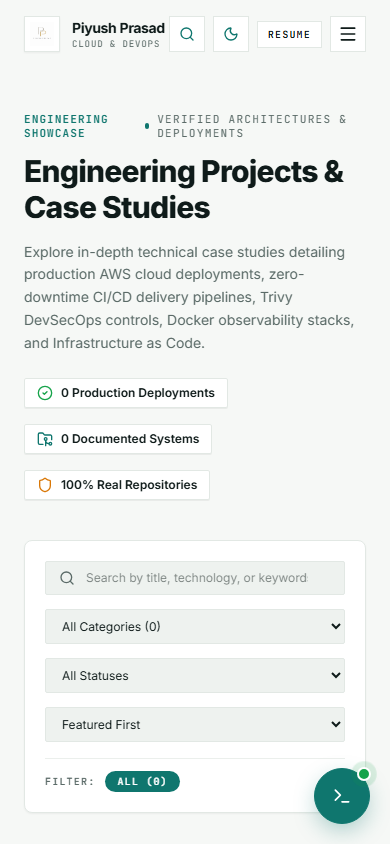 Piyush Prasad
CLOUD & DEVOPS
RESUME
ENGINEERING
SHOWCASE
VERIFIED ARCHITECTURES &
DEPLOYMENTS
Engineering Projects &
Case Studies
Explore in-depth technical case studies detailing
production AWS cloud deployments, zero-
downtime CI/CD delivery pipelines, Trivy
DevSecOps controls, Docker observability stacks,
and Infrastructure as Code.
0 Production Deployments
0 Documented Systems
100% Real Repositories
Search by title, technology, or keyword
All Categories (0)
All Statuses
Featured First
FILTER:
ALL (0)